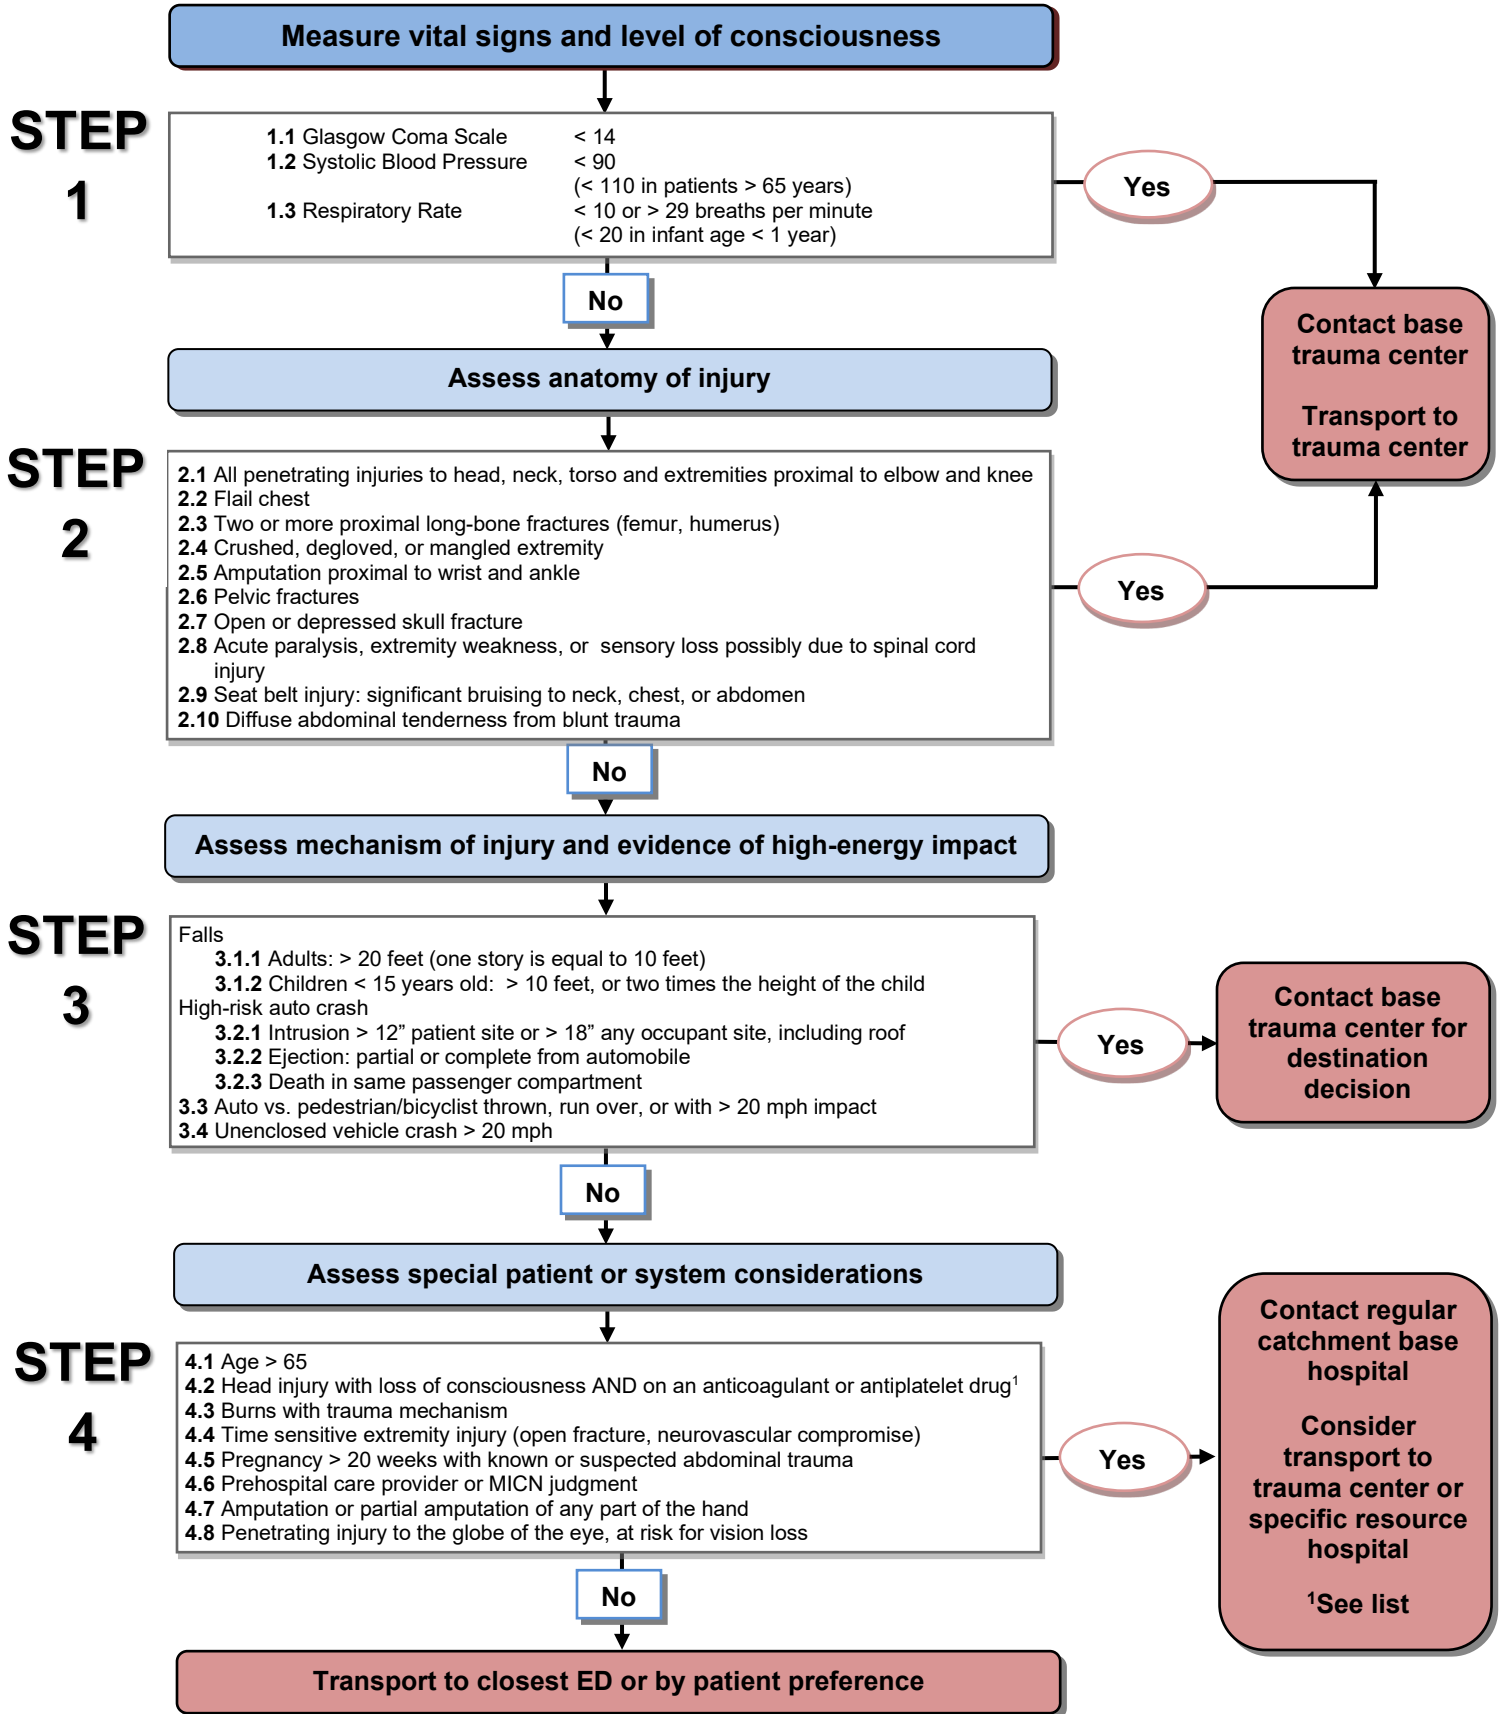 Measure vital signs and level of consciousness
STEP
1
1.1 Glasgow Coma Scale < 14
1.2 Systolic Blood Pressure < 90
(< 110 in patients > 65 years)
1.3 Respiratory Rate < 10 or > 29 breaths per minute
(< 20 in infant age < 1 year)
Yes
No
Contact base
trauma center
Transport to
trauma center
Assess anatomy of injury
STEP
2
2.1 All penetrating injuries to head, neck, torso and extremities proximal to elbow and knee
2.2 Flail chest
2.3 Two or more proximal long-bone fractures (femur, humerus)
2.4 Crushed, degloved, or mangled extremity
2.5 Amputation proximal to wrist and ankle
2.6 Pelvic fractures
2.7 Open or depressed skull fracture
2.8 Acute paralysis, extremity weakness, or  sensory loss possibly due to spinal cord
injury
2.9 Seat belt injury: significant bruising to neck, chest, or abdomen
2.10 Diffuse abdominal tenderness from blunt trauma
Yes
No
Assess mechanism of injury and evidence of high-energy impact
STEP
3
Falls
3.1.1 Adults: > 20 feet (one story is equal to 10 feet)
3.1.2 Children < 15 years old:  > 10 feet, or two times the height of the child
High-risk auto crash
3.2.1 Intrusion > 12” patient site or > 18” any occupant site, including roof
3.2.2 Ejection: partial or complete from automobile
3.2.3 Death in same passenger compartment
3.3 Auto vs. pedestrian/bicyclist thrown, run over, or with > 20 mph impact
3.4 Unenclosed vehicle crash > 20 mph
Yes
Contact base
trauma center for
destination
decision
No
Assess special patient or system considerations
STEP
4
4.1 Age > 65
4.2 Head injury with loss of consciousness AND on an anticoagulant or antiplatelet drug¹
4.3 Burns with trauma mechanism
4.4 Time sensitive extremity injury (open fracture, neurovascular compromise)
4.5 Pregnancy > 20 weeks with known or suspected abdominal trauma
4.6 Prehospital care provider or MICN judgment
4.7 Amputation or partial amputation of any part of the hand
4.8 Penetrating injury to the globe of the eye, at risk for vision loss
Yes
Contact regular
catchment base
hospital
Consider
transport to
trauma center or
specific resource
hospital
¹See list
No
Transport to closest ED or by patient preference